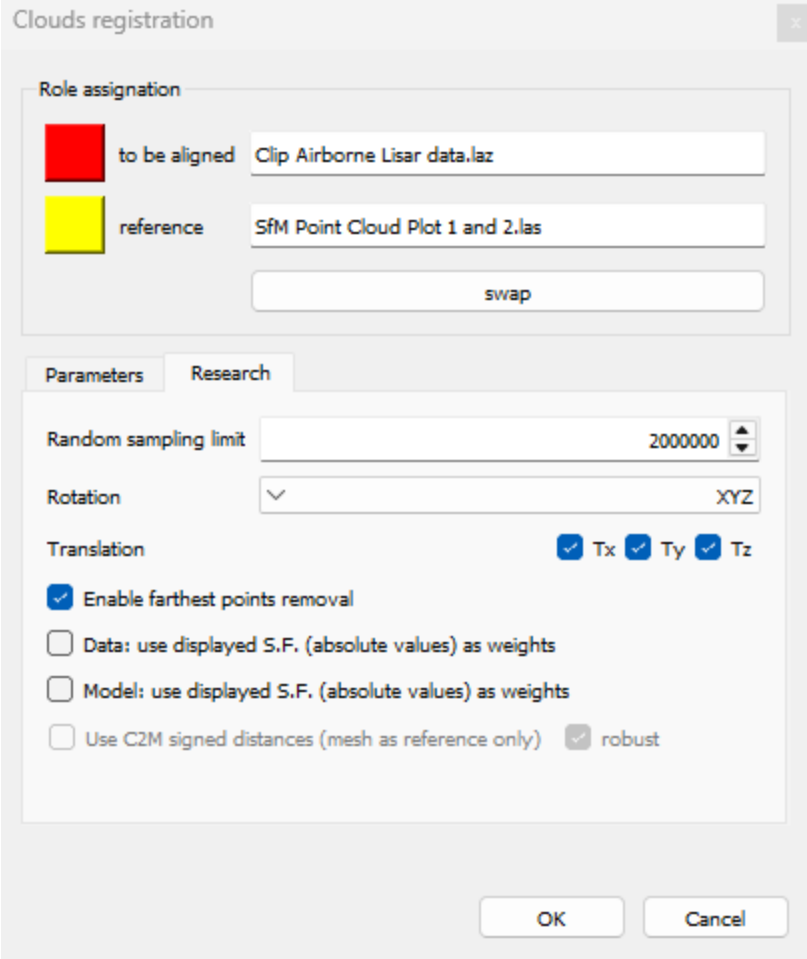 Clouds registration
x
Role assignation
to be aligned Clip Airborne Lisar data.laz
reference SfM Point Cloud Plot 1 and 2.las
swap
Parameters Research
Random sampling limit 2000000
Rotation XYZ
Translation Tx Ty Tz
Enable farthest points removal
Data: use displayed S.F. (absolute values) as weights
Model: use displayed S.F. (absolute values) as weights
Use C2M signed distances (mesh as reference only) robust
OK Cancel